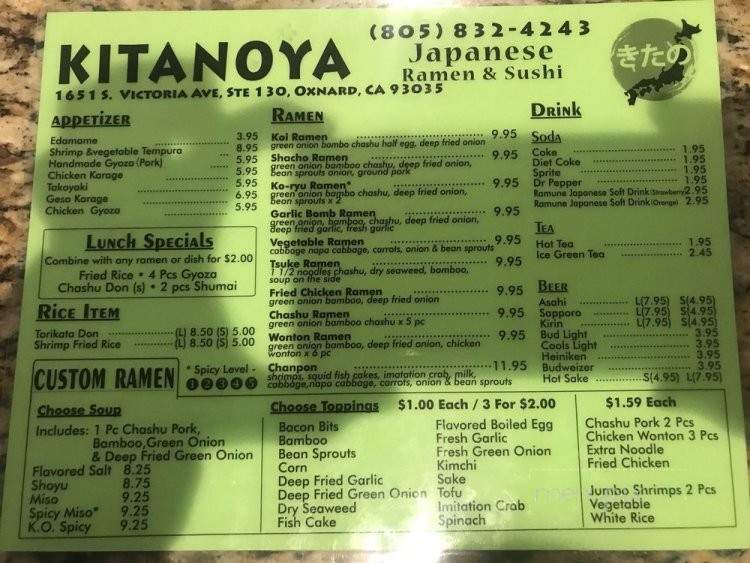 KITANOYA
(805) 832-4243
Japanese
Ramen & Sushi
1651 S. Victoria Ave, Ste 130, Oxnard, CA 93035
きたの
Appetizer
Edamame 3.95
Shrimp &vegetable Tempura 8.95
Handmade Gyoza (Pork) 5.95
Chicken Karage 5.95
Takoyaki 5.95
Geso Karage 6.95
Chicken Gyoza 5.95
Lunch Specials
Combine with any ramen or dish for $2.00
Fried Rice • 4 Pcs Gyoza
Chashu Don (s) • 2 pcs Shumai
Rice Item
Torikata Don (L) 8.50 (S) 5.00
Shrimp Fried Rice (L) 8.50 (S) 5.00
Ramen
Koi Ramen 9.95
green onion bambo chashu half egg, deep fried onion
Shacho Ramen 9.95
green onion bamboo chashu, deep fried onion,
bean sprouts onion, ground pork
Ko-ryu Ramen* 9.95
green onion bambo chashu, deep fried onion,
bean sprouts x 2
Garlic Bomb Ramen 9.95
green onion, bamboo, chashu, deep fried onion,
deep fried garlic, fresh garlic
Vegetable Ramen 9.95
cabbage napa cabbage, carrots, onion & bean sprouts
Tsuke Ramen 9.95
1 1/2 noodles chashu, dry seaweed, bamboo,
soup on the side
Fried Chicken Ramen 9.95
green onion bamboo, deep fried onion
Chashu Ramen 9.95
green onion bamboo chashu x 5 pc
Wonton Ramen 9.95
green onion bamboo, deep fried onion, chicken
wonton x 6 pc
Chanpon 11.95
shrimps, squid fish cakes, imatation crab, milk,
cabbage,napa cabbage, carrots, onion & bean sprouts
Drink
Soda
Coke 1.95
Diet Coke 1.95
Sprite 1.95
Dr Pepper 1.95
Ramune Japanese Soft Drink (Strawberry) 2.95
Ramune Japanese Soft Drink (Orange) 2.95
Tea
Hot Tea 1.95
Ice Green Tea 2.45
Beer
Asahi L(7.95) S(4.95)
Sapporo L(7.95) S(4.95)
Kirin L(7.95) S(4.95)
Bud Light 3.95
Cools Light 3.95
Heiniken 3.95
Budweizer 3.95
Hot Sake S(4.95) L(7.95)
CUSTOM RAMEN
* Spicy Level -
1 2 3 4 5
Choose Soup
Includes: 1 Pc Chashu Pork,
Bamboo,Green Onion
& Deep Fried Green Onion
Flavored Salt 8.25
Shoyu 8.75
Miso 9.25
Spicy Miso* 9.25
K.O. Spicy 9.25
Choose Toppings $1.00 Each / 3 For $2.00
Bacon Bits
Bamboo
Bean Sprouts
Corn
Deep Fried Garlic
Deep Fried Green Onion
Dry Seaweed
Fish Cake
Flavored Boiled Egg
Fresh Garlic
Fresh Green Onion
Kimchi
Sake
Tofu
Imitation Crab
Spinach
$1.59 Each
Chashu Pork 2 Pcs
Chicken Wonton 3 Pcs
Extra Noodle
Fried Chicken
Jumbo Shrimps 2 Pcs
Vegetable
White Rice